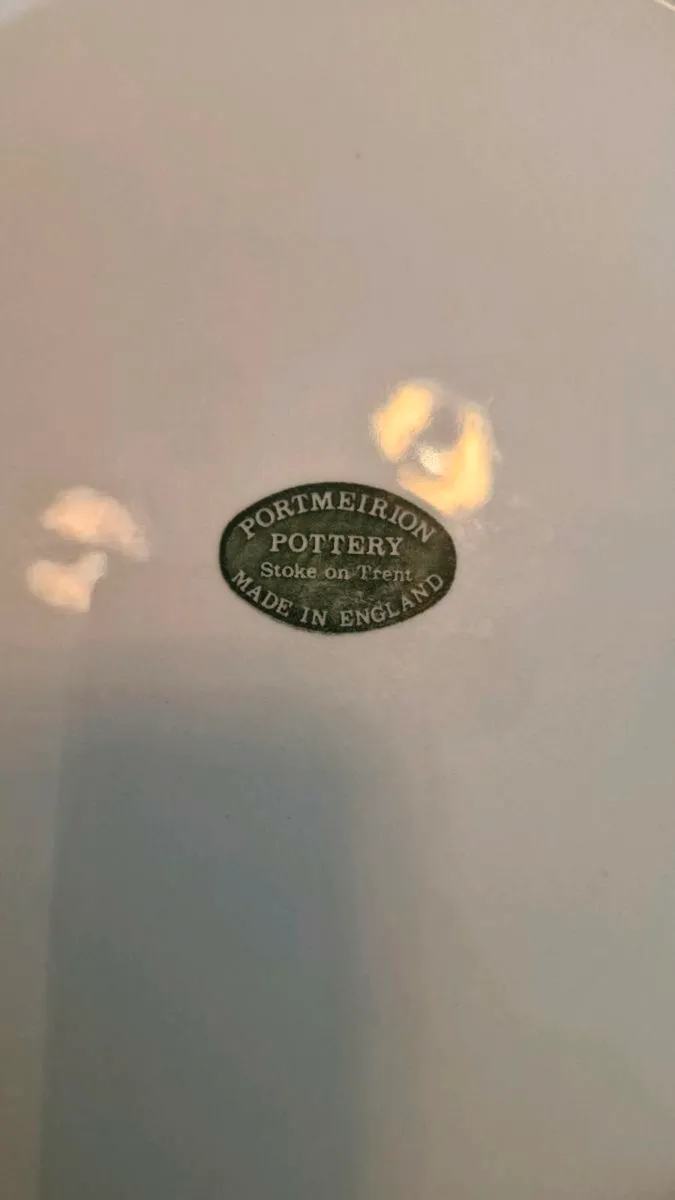 PORTMEIRION
POTTERY
Stoke on Trent
MADE IN ENGLAND